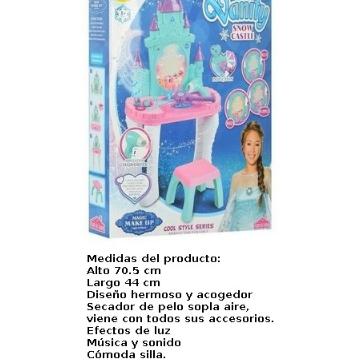 Vanity
SNOW
CASTLE
MAGIC
MAKE UP
COOL STYLE SERIES
Medidas del producto:
Alto 70.5 cm
Largo 44 cm
Diseño hermoso y acogedor
Secador de pelo sopla aire,
viene con todos sus accesorios.
Efectos de luz
Música y sonido
Cómoda silla.